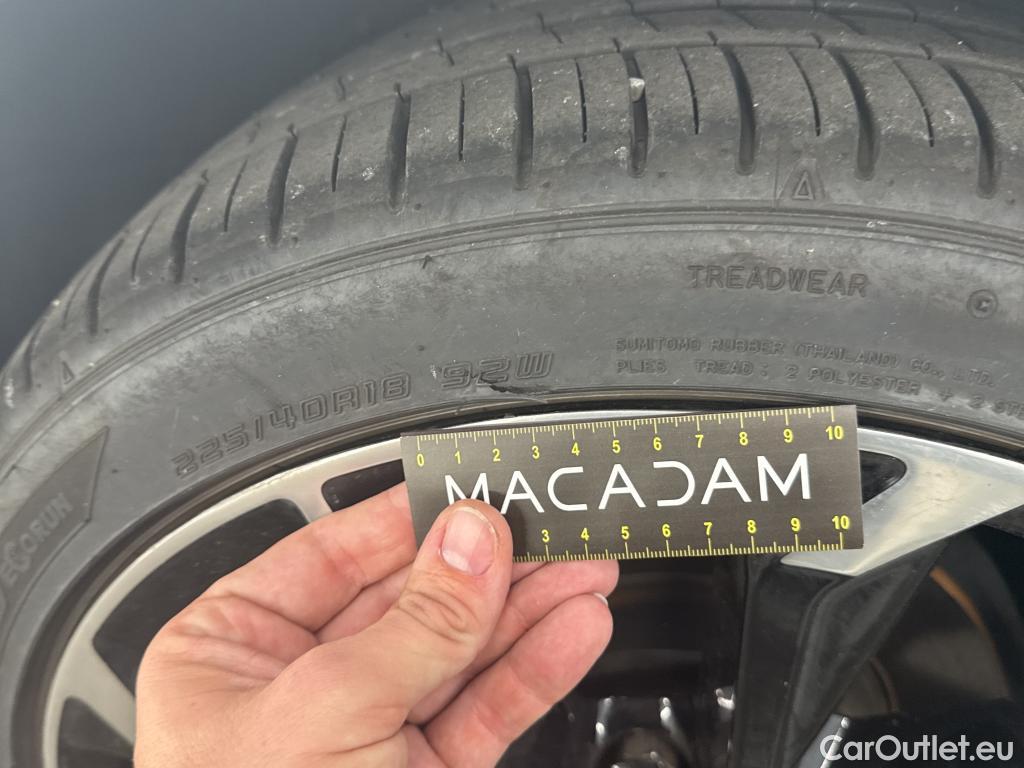 TREADWEAR
SUMITOMO RUBBER (THAILAND) CO., LTD.
PLIES TREAD : 2 POLYESTER + 2 STE
225/40R18 92W
ECORUN
0 1 2 3 4 5 6 7 8 9 10
MACADAM
3 4 5 6 7 8 9 10
CarOutlet.eu